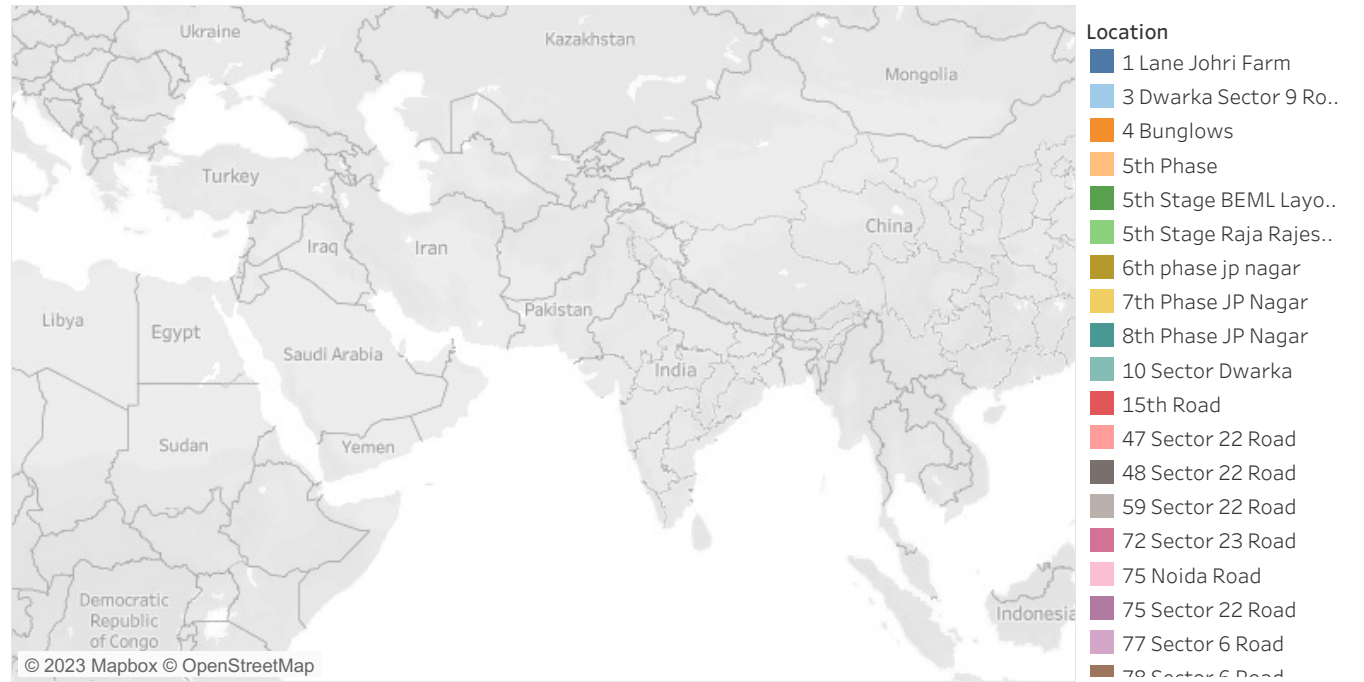 Ukraine
Kazakhstan
Mongolia
Turkey
Iraq
Iran
China
Libya
Egypt
Pakistan
Saudi Arabia
India
Sudan
Yemen
Democratic
Republic
of Congo
Indonesia
© 2023 Mapbox © OpenStreetMap
Location
1 Lane Johri Farm
3 Dwarka Sector 9 Ro..
4 Bunglows
5th Phase
5th Stage BEML Layo..
5th Stage Raja Rajes..
6th phase jp nagar
7th Phase JP Nagar
8th Phase JP Nagar
10 Sector Dwarka
15th Road
47 Sector 22 Road
48 Sector 22 Road
59 Sector 22 Road
72 Sector 23 Road
75 Noida Road
75 Sector 22 Road
77 Sector 6 Road
78 Sector 6 Road